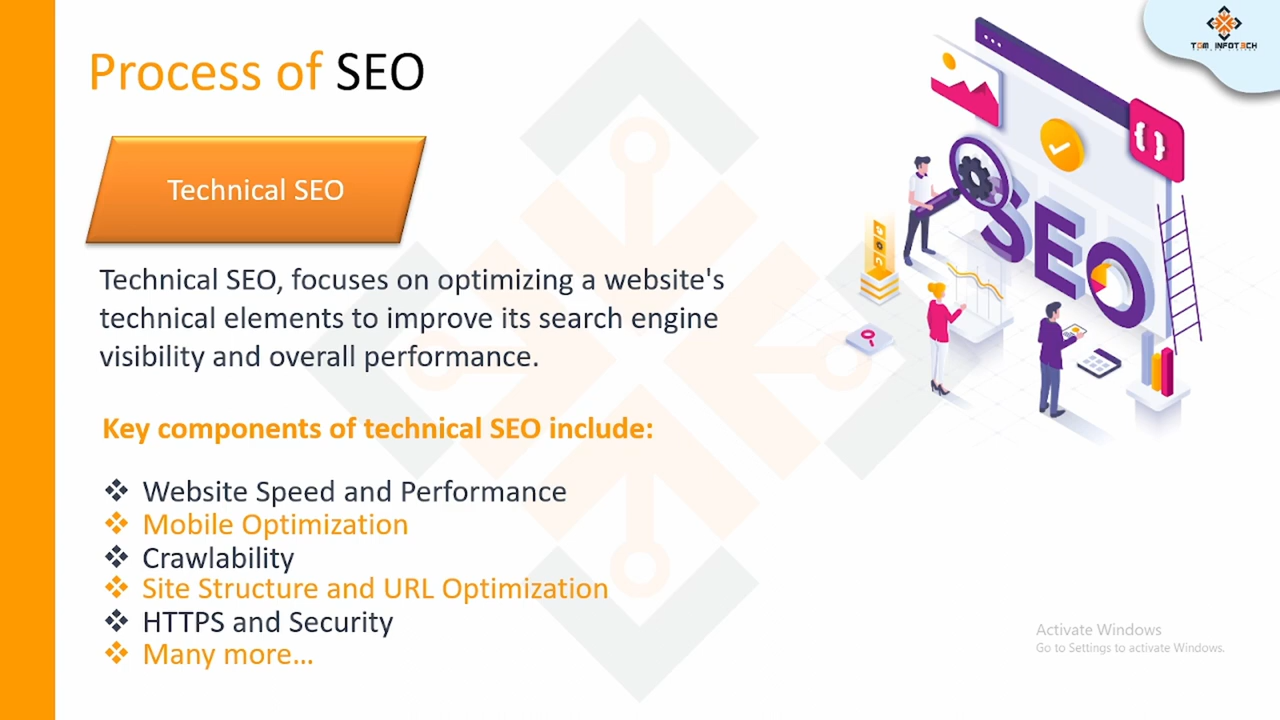 Process of SEO
TOM INFOTECH
Technical SEO
SEO
Technical SEO, focuses on optimizing a website's
technical elements to improve its search engine
visibility and overall performance.
Key components of technical SEO include:
Website Speed and Performance
Mobile Optimization
Crawlability
Site Structure and URL Optimization
HTTPS and Security
Many more...
Activate Windows
Go to Settings to activate Windows.